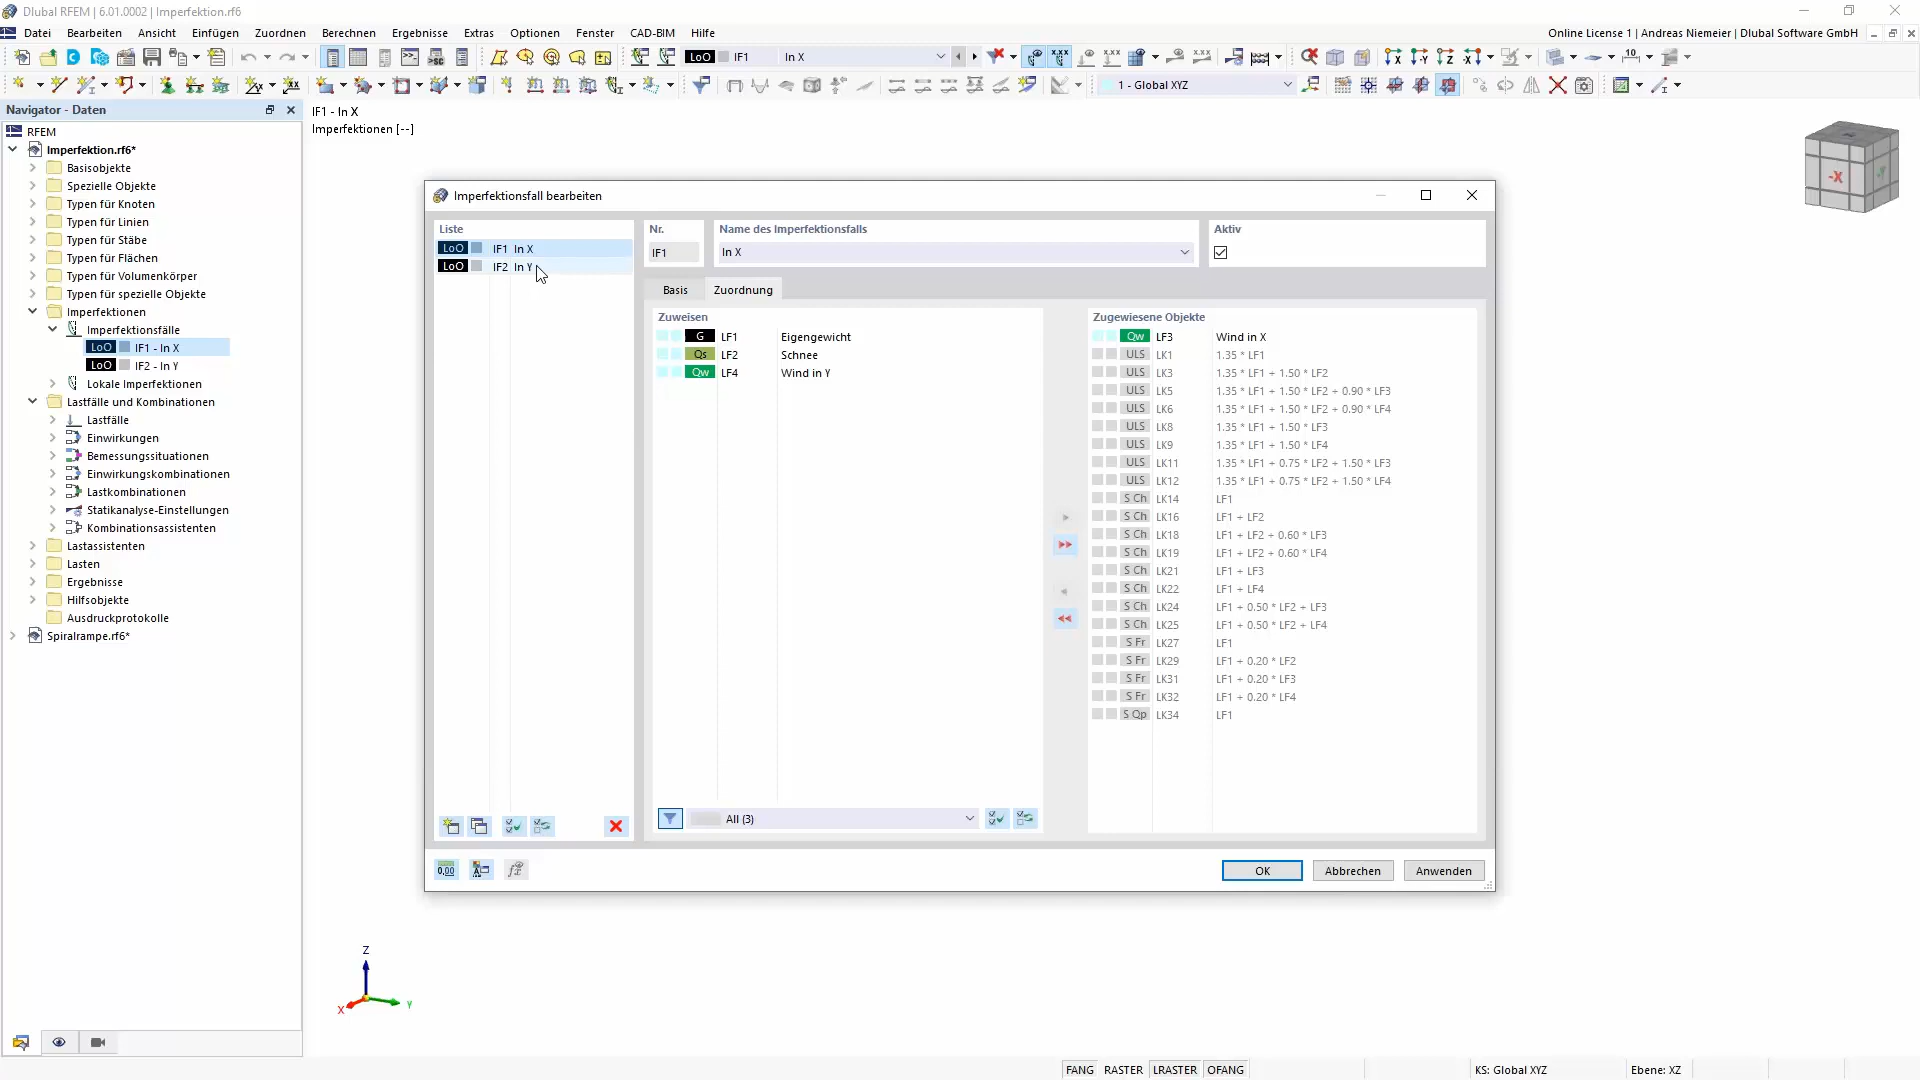 Dlubal RFEM | 6.01.0002 | Imperfektion.rf6*
Datei Bearbeiten Ansicht Einfügen Zuordnen Berechnen Ergebnisse Extras Optionen Fenster CAD-BIM Hilfe
Online License 1 | Andreas Niemeier | Dlubal Software GmbH
LoO IF1 In X
1 - Global XYZ
Navigator - Daten
RFEM
Imperfektion.rf6*
Basisobjekte
Spezielle Objekte
Typen für Knoten
Typen für Linien
Typen für Stäbe
Typen für Flächen
Typen für Volumenkörper
Typen für spezielle Objekte
Imperfektionen
Imperfektionsfälle
LoO IF1 - In X
LoO IF2 - In Y
Lokale Imperfektionen
Lastfälle und Kombinationen
Lastfälle
Einwirkungen
Bemessungssituationen
Einwirkungskombinationen
Lastkombinationen
Statikanalyse-Einstellungen
Kombinationsassistenten
Lastassistenten
Lasten
Ergebnisse
Hilfsobjekte
Ausdruckprotokolle
Spiralrampe.rf6*
IF1 - In X
Imperfektionen [--]
-X
-Y
Imperfektionsfall bearbeiten
Liste
LoO IF1 In X
LoO IF2 In Y
Nr.
IF1
Name des Imperfektionsfalls
In X
Aktiv
Basis Zuordnung
Zuweisen
G LF1 Eigengewicht
Qs LF2 Schnee
Qw LF4 Wind in Y
All (3)
Zugewiesene Objekte
Qw LF3 Wind in X
ULS LK1 1.35 * LF1
ULS LK3 1.35 * LF1 + 1.50 * LF2
ULS LK5 1.35 * LF1 + 1.50 * LF2 + 0.90 * LF3
ULS LK6 1.35 * LF1 + 1.50 * LF2 + 0.90 * LF4
ULS LK8 1.35 * LF1 + 1.50 * LF3
ULS LK9 1.35 * LF1 + 1.50 * LF4
ULS LK11 1.35 * LF1 + 0.75 * LF2 + 1.50 * LF3
ULS LK12 1.35 * LF1 + 0.75 * LF2 + 1.50 * LF4
S Ch LK14 LF1
S Ch LK16 LF1 + LF2
S Ch LK18 LF1 + LF2 + 0.60 * LF3
S Ch LK19 LF1 + LF2 + 0.60 * LF4
S Ch LK21 LF1 + LF3
S Ch LK22 LF1 + LF4
S Ch LK24 LF1 + 0.50 * LF2 + LF3
S Ch LK25 LF1 + 0.50 * LF2 + LF4
S Fr LK27 LF1
S Fr LK29 LF1 + 0.20 * LF2
S Fr LK31 LF1 + 0.20 * LF3
S Fr LK32 LF1 + 0.20 * LF4
S Qp LK34 LF1
OK Abbrechen Anwenden
Z
X
Y
FANG RASTER LRASTER OFANG KS: Global XYZ Ebene: XZ